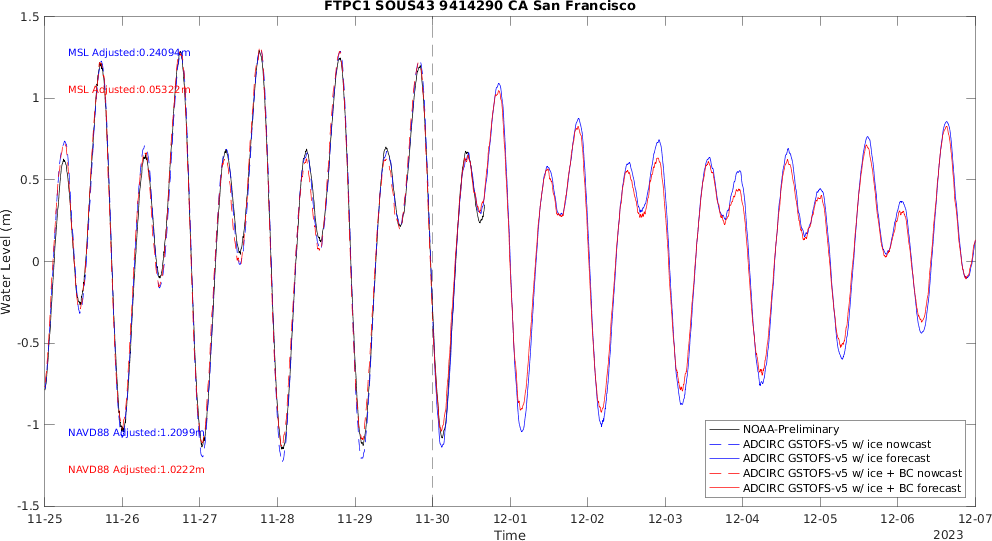 FTPC1 SOUS43 9414290 CA San Francisco
1.5
1
0.5
0
-0.5
-1
-1.5
Water Level (m)
MSL Adjusted:0.24094m
MSL Adjusted:0.05322m
NAVD88 Adjusted:1.2099m
NAVD88 Adjusted:1.0222m
NOAA-Preliminary
ADCIRC GSTOFS-v5 w/ ice nowcast
ADCIRC GSTOFS-v5 w/ ice forecast
ADCIRC GSTOFS-v5 w/ ice + BC nowcast
ADCIRC GSTOFS-v5 w/ ice + BC forecast
11-25 11-26 11-27 11-28 11-29 11-30 12-01 12-02 12-03 12-04 12-05 12-06 12-07
Time
2023